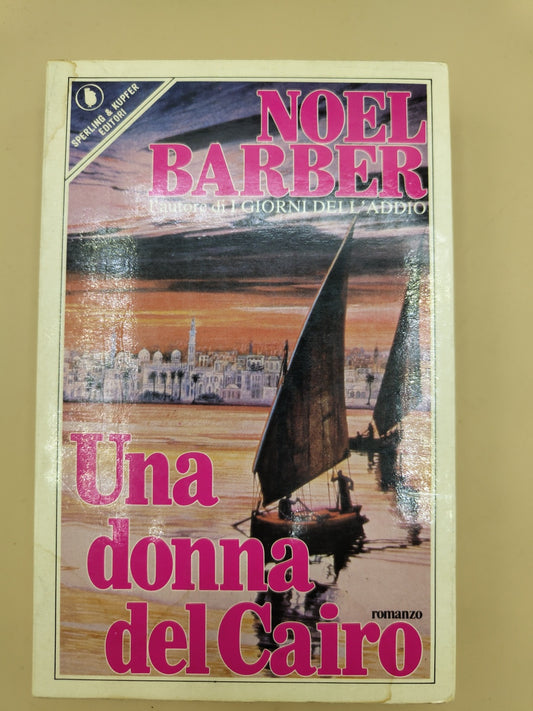 SPERLING & KUPFER
EDITORI
NOEL
BARBER
l'autore di I GIORNI DELL'ADDIO
Una
donna
del Cairo
romanzo